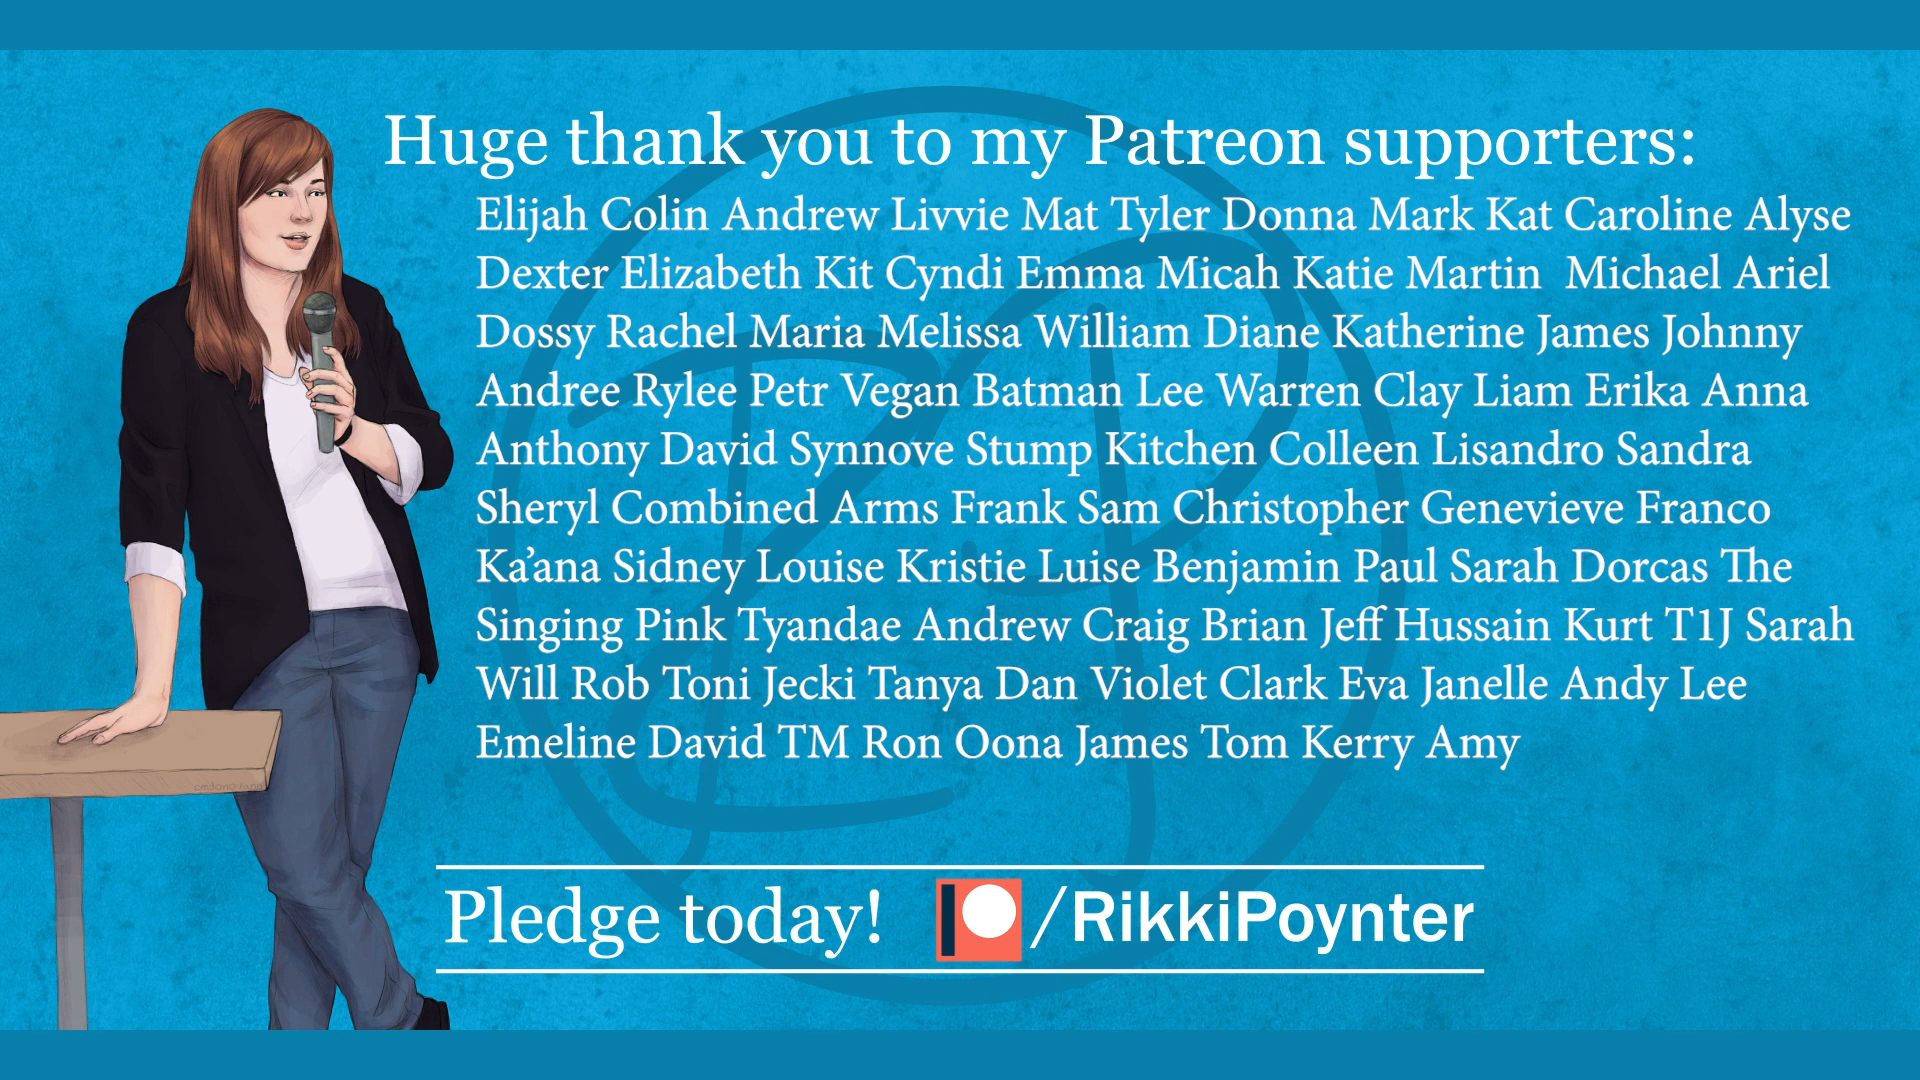 Huge thank you to my Patreon supporters:
Elijah Colin Andrew Livvie Mat Tyler Donna Mark Kat Caroline Alyse
Dexter Elizabeth Kit Cyndi Emma Micah Katie Martin  Michael Ariel
Dossy Rachel Maria Melissa William Diane Katherine James Johnny
Andree Rylee Petr Vegan Batman Lee Warren Clay Liam Erika Anna
Anthony David Synnove Stump Kitchen Colleen Lisandro Sandra
Sheryl Combined Arms Frank Sam Christopher Genevieve Franco
Ka’ana Sidney Louise Kristie Luise Benjamin Paul Sarah Dorcas The
Singing Pink Tyandae Andrew Craig Brian Jeff Hussain Kurt T1J Sarah
Will Rob Toni Jecki Tanya Dan Violet Clark Eva Janelle Andy Lee
Emeline David TM Ron Oona James Tom Kerry Amy
Pledge today! /RikkiPoynter